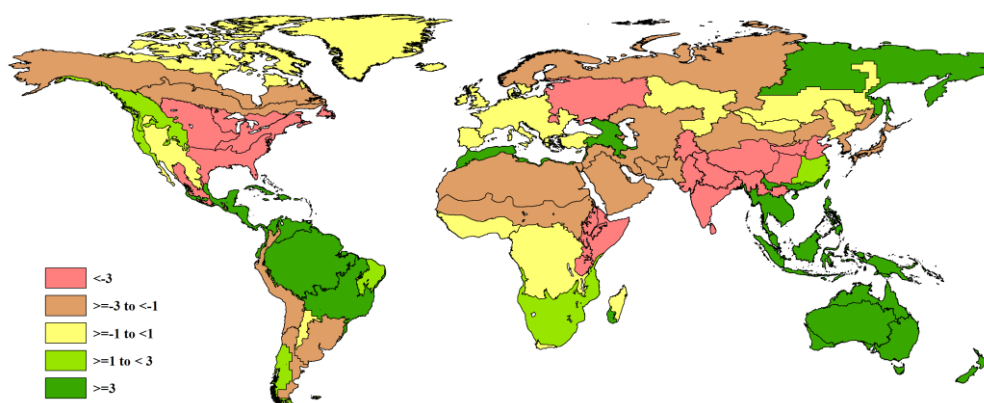 <-3
>=-3 to <-1
>=-1 to <1
>=1 to < 3
>=3